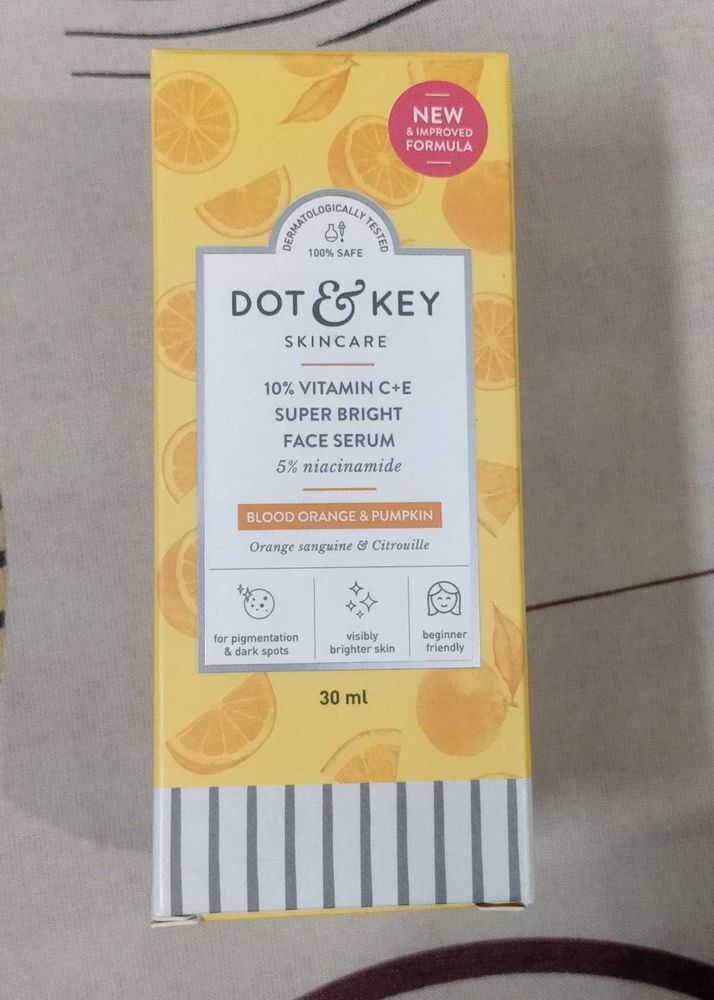 NEW
& IMPROVED
FORMULA
DERMATOLOGICALLY TESTED
100% SAFE
DOT & KEY
SKINCARE
10% VITAMIN C+E
SUPER BRIGHT
FACE SERUM
5% niacinamide
BLOOD ORANGE & PUMPKIN
Orange sanguine & Citrouille
for pigmentation
& dark spots
visibly
brighter skin
beginner
friendly
30 ml